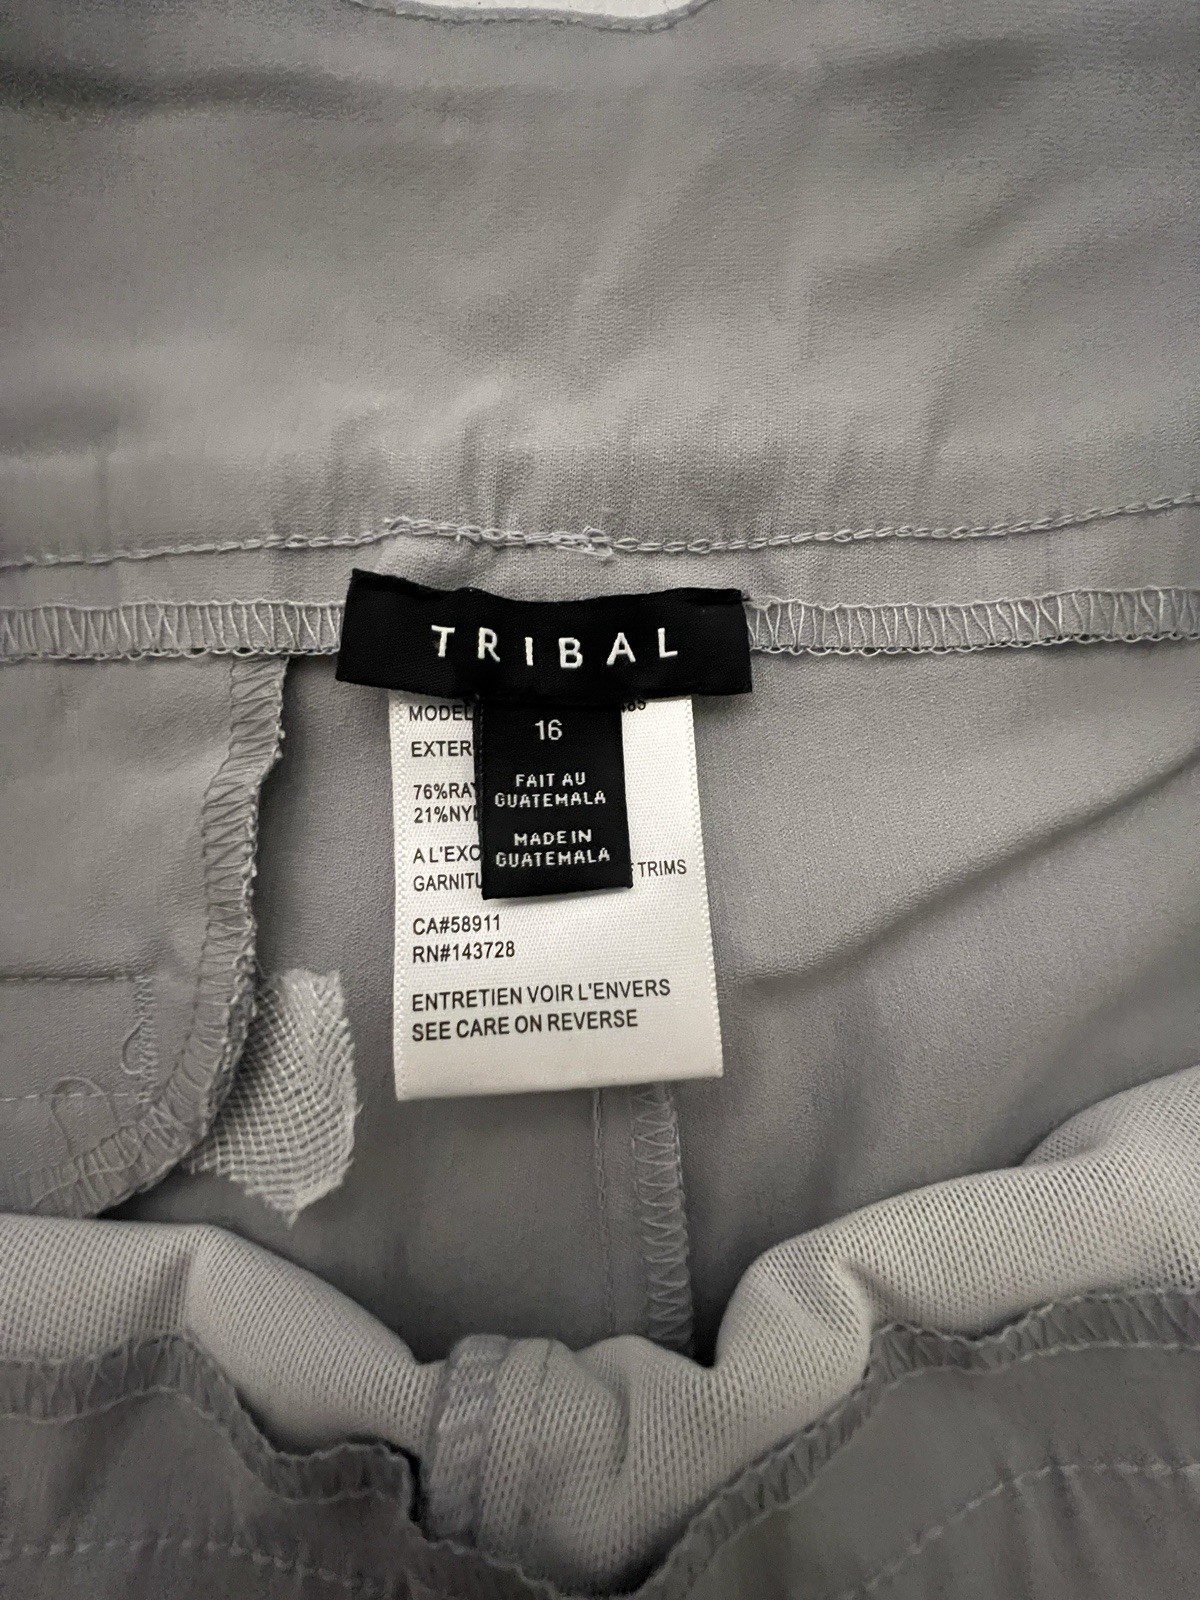 TRIBAL
16
FAIT AU
GUATEMALA
MADE IN
GUATEMALA
MODEL
EXTER
76%RAY
21%NYL
A L'EXC
GARNITU TRIMS
CA#58911
RN#143728
ENTRETIEN VOIR L'ENVERS
SEE CARE ON REVERSE